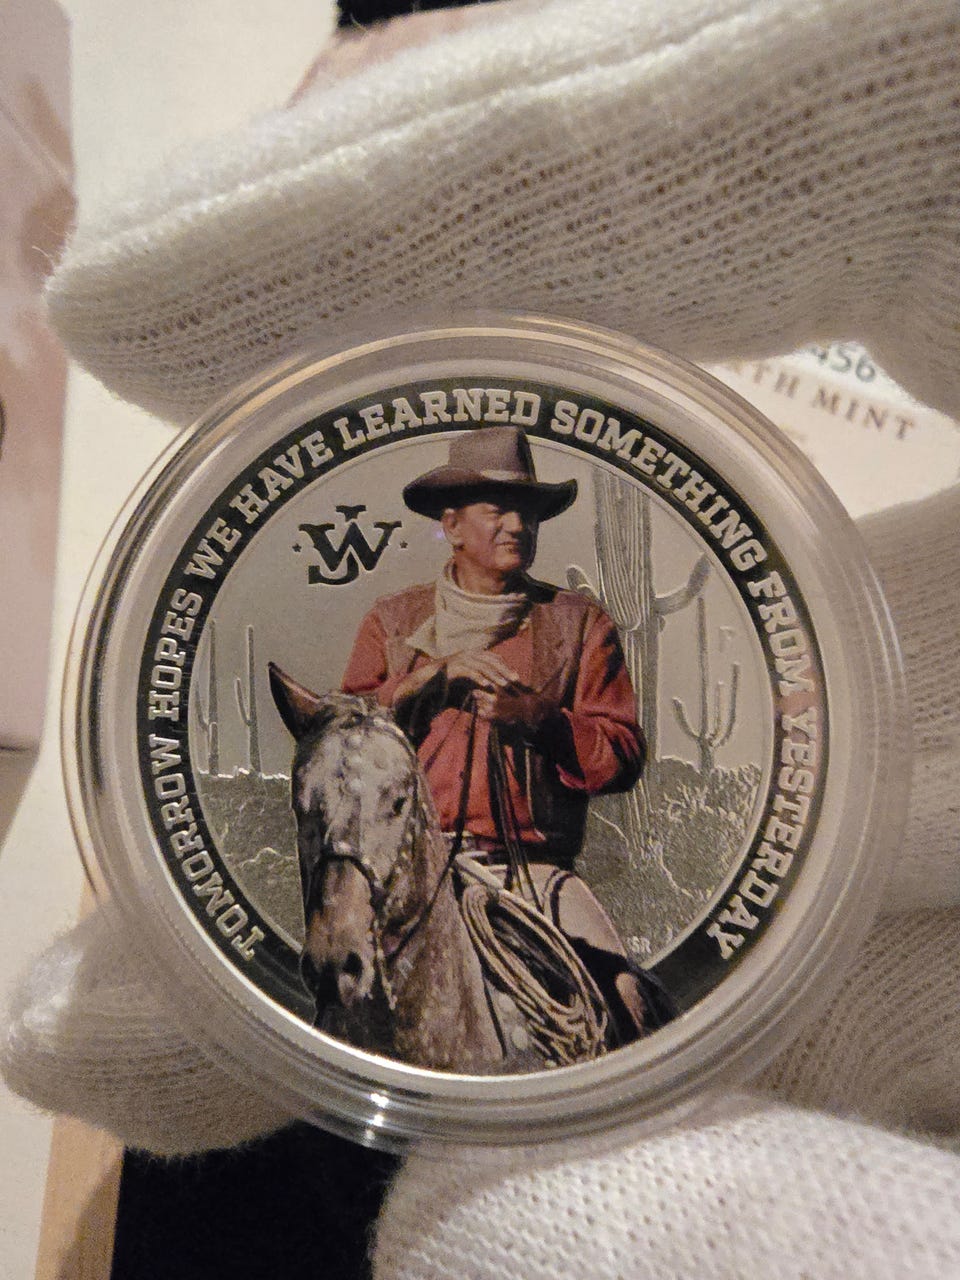 TOMORROW HOPES WE HAVE LEARNED SOMETHING FROM YESTERDAY
JW
SR
456
TH MINT